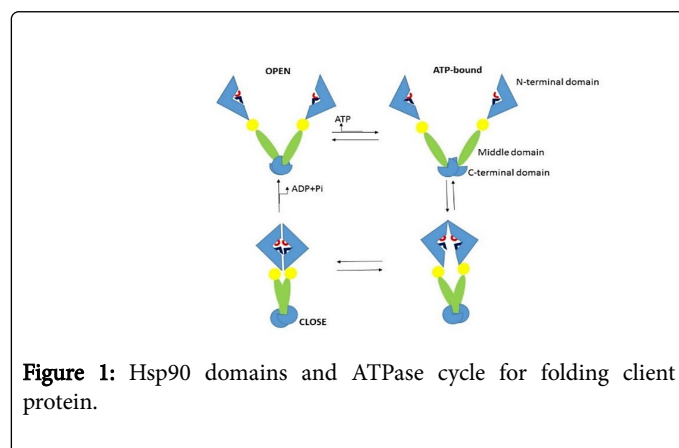 OPEN
ATP-bound
N-terminal domain
ATP
Middle domain
C-terminal domain
ADP+Pi
CLOSE
Figure 1: Hsp90 domains and ATPase cycle for folding client
protein.